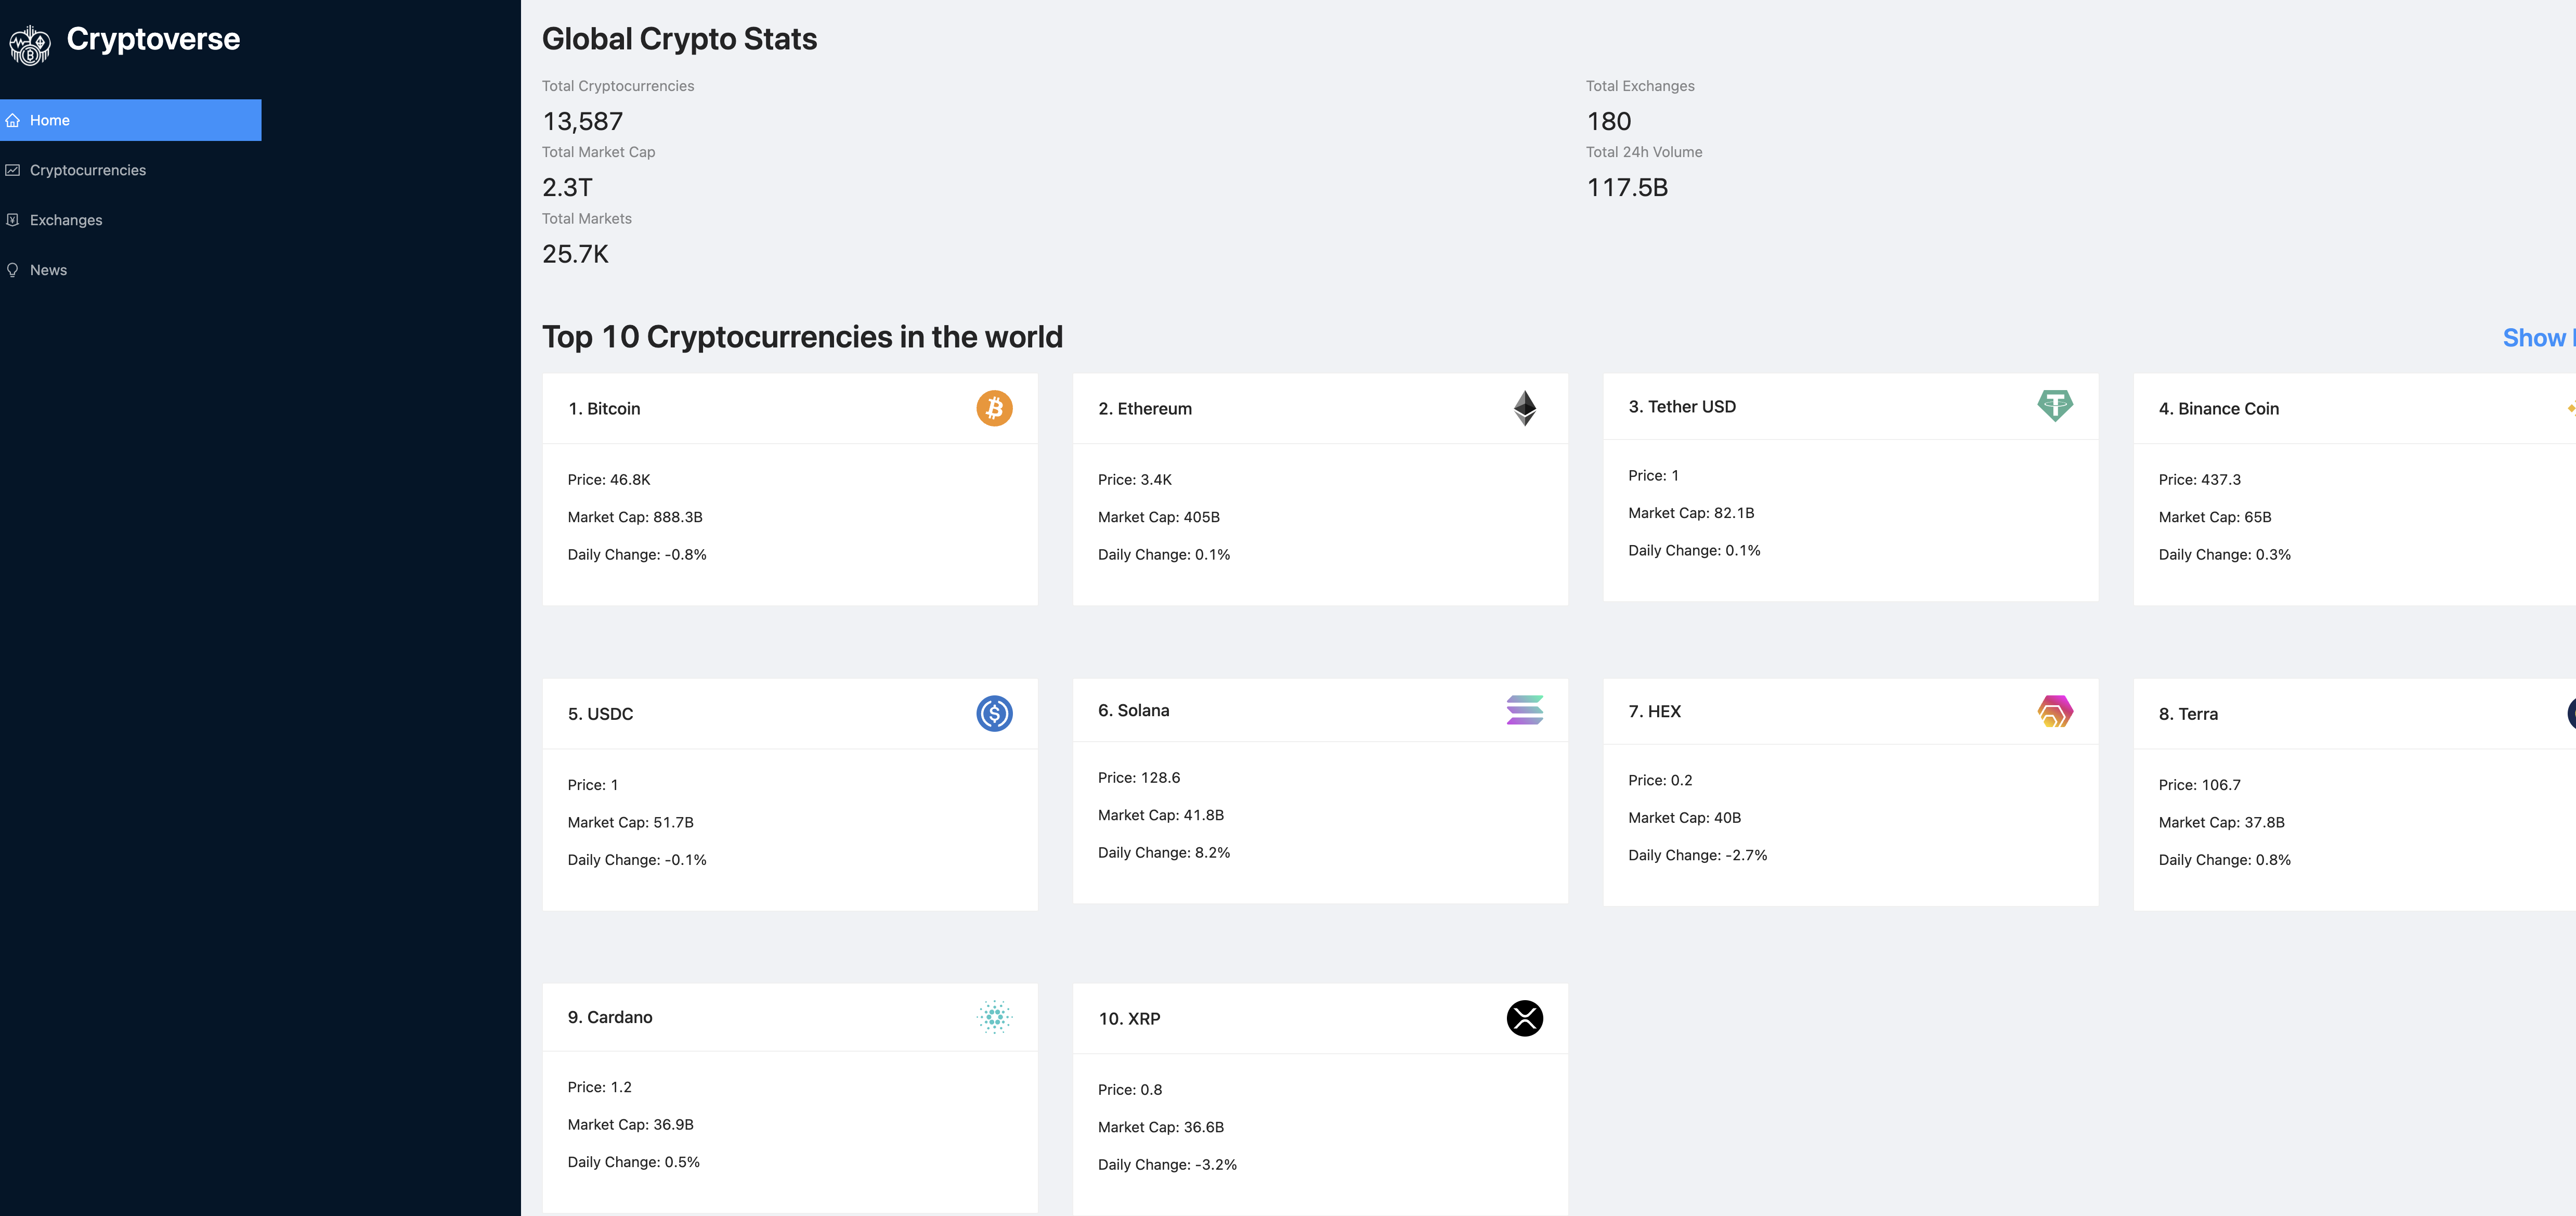 Cryptoverse
Home
Cryptocurrencies
Exchanges
News
Global Crypto Stats
Total Cryptocurrencies
13,587
Total Exchanges
180
Total Market Cap
2.3T
Total 24h Volume
117.5B
Total Markets
25.7K
Top 10 Cryptocurrencies in the world
Show
1. Bitcoin
Price: 46.8K
Market Cap: 888.3B
Daily Change: -0.8%
2. Ethereum
Price: 3.4K
Market Cap: 405B
Daily Change: 0.1%
3. Tether USD
Price: 1
Market Cap: 82.1B
Daily Change: 0.1%
4. Binance Coin
Price: 437.3
Market Cap: 65B
Daily Change: 0.3%
5. USDC
Price: 1
Market Cap: 51.7B
Daily Change: -0.1%
6. Solana
Price: 128.6
Market Cap: 41.8B
Daily Change: 8.2%
7. HEX
Price: 0.2
Market Cap: 40B
Daily Change: -2.7%
8. Terra
Price: 106.7
Market Cap: 37.8B
Daily Change: 0.8%
9. Cardano
Price: 1.2
Market Cap: 36.9B
Daily Change: 0.5%
10. XRP
Price: 0.8
Market Cap: 36.6B
Daily Change: -3.2%